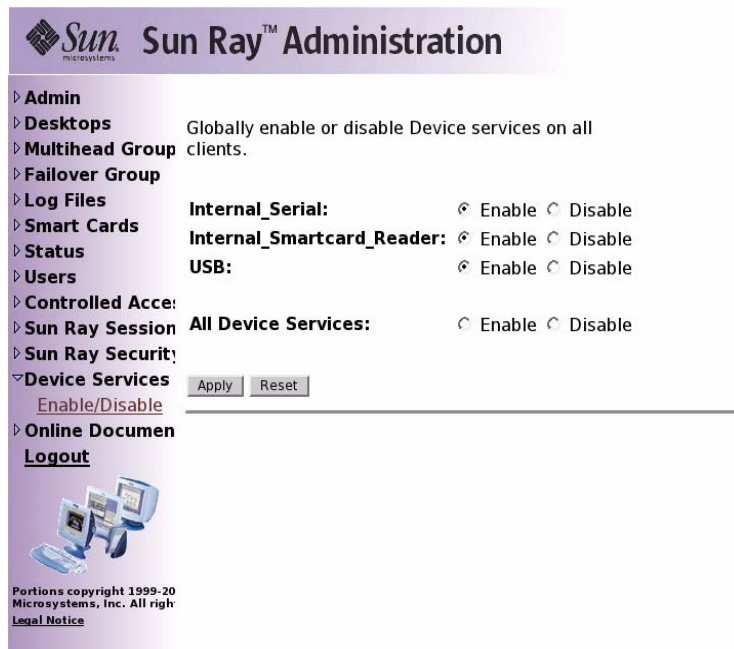 Sun
microsystems
Sun Ray™ Administration
Admin
Desktops
Multihead Group
Failover Group
Log Files
Smart Cards
Status
Users
Controlled Acces
Sun Ray Session
Sun Ray Security
Device Services
Enable/Disable
Online Documen
Logout
Portions copyright 1999-20
Microsystems, Inc. All righ
Legal Notice
Globally enable or disable Device services on all
clients.
Internal_Serial: Enable Disable
Internal_Smartcard_Reader: Enable Disable
USB: Enable Disable
All Device Services: Enable Disable
Apply Reset